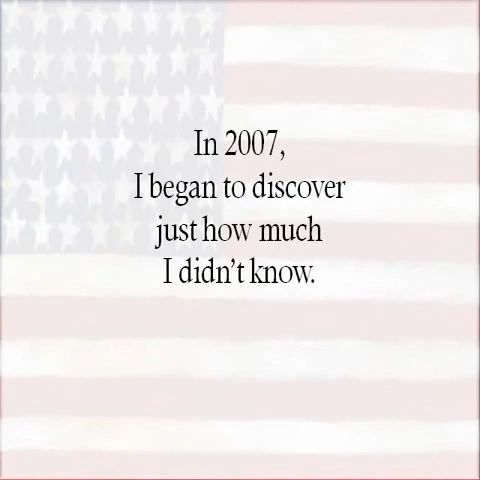 In 2007,
I began to discover
just how much
I didn’t know.